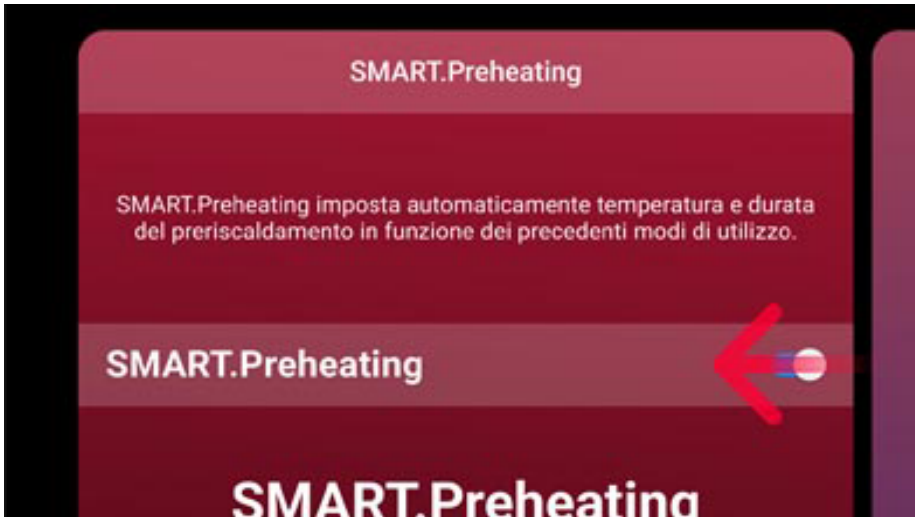 SMART.Preheating
SMART.Preheating imposta automaticamente temperatura e durata
del preriscaldamento in funzione dei precedenti modi di utilizzo.
SMART.Preheating
SMART.Preheating